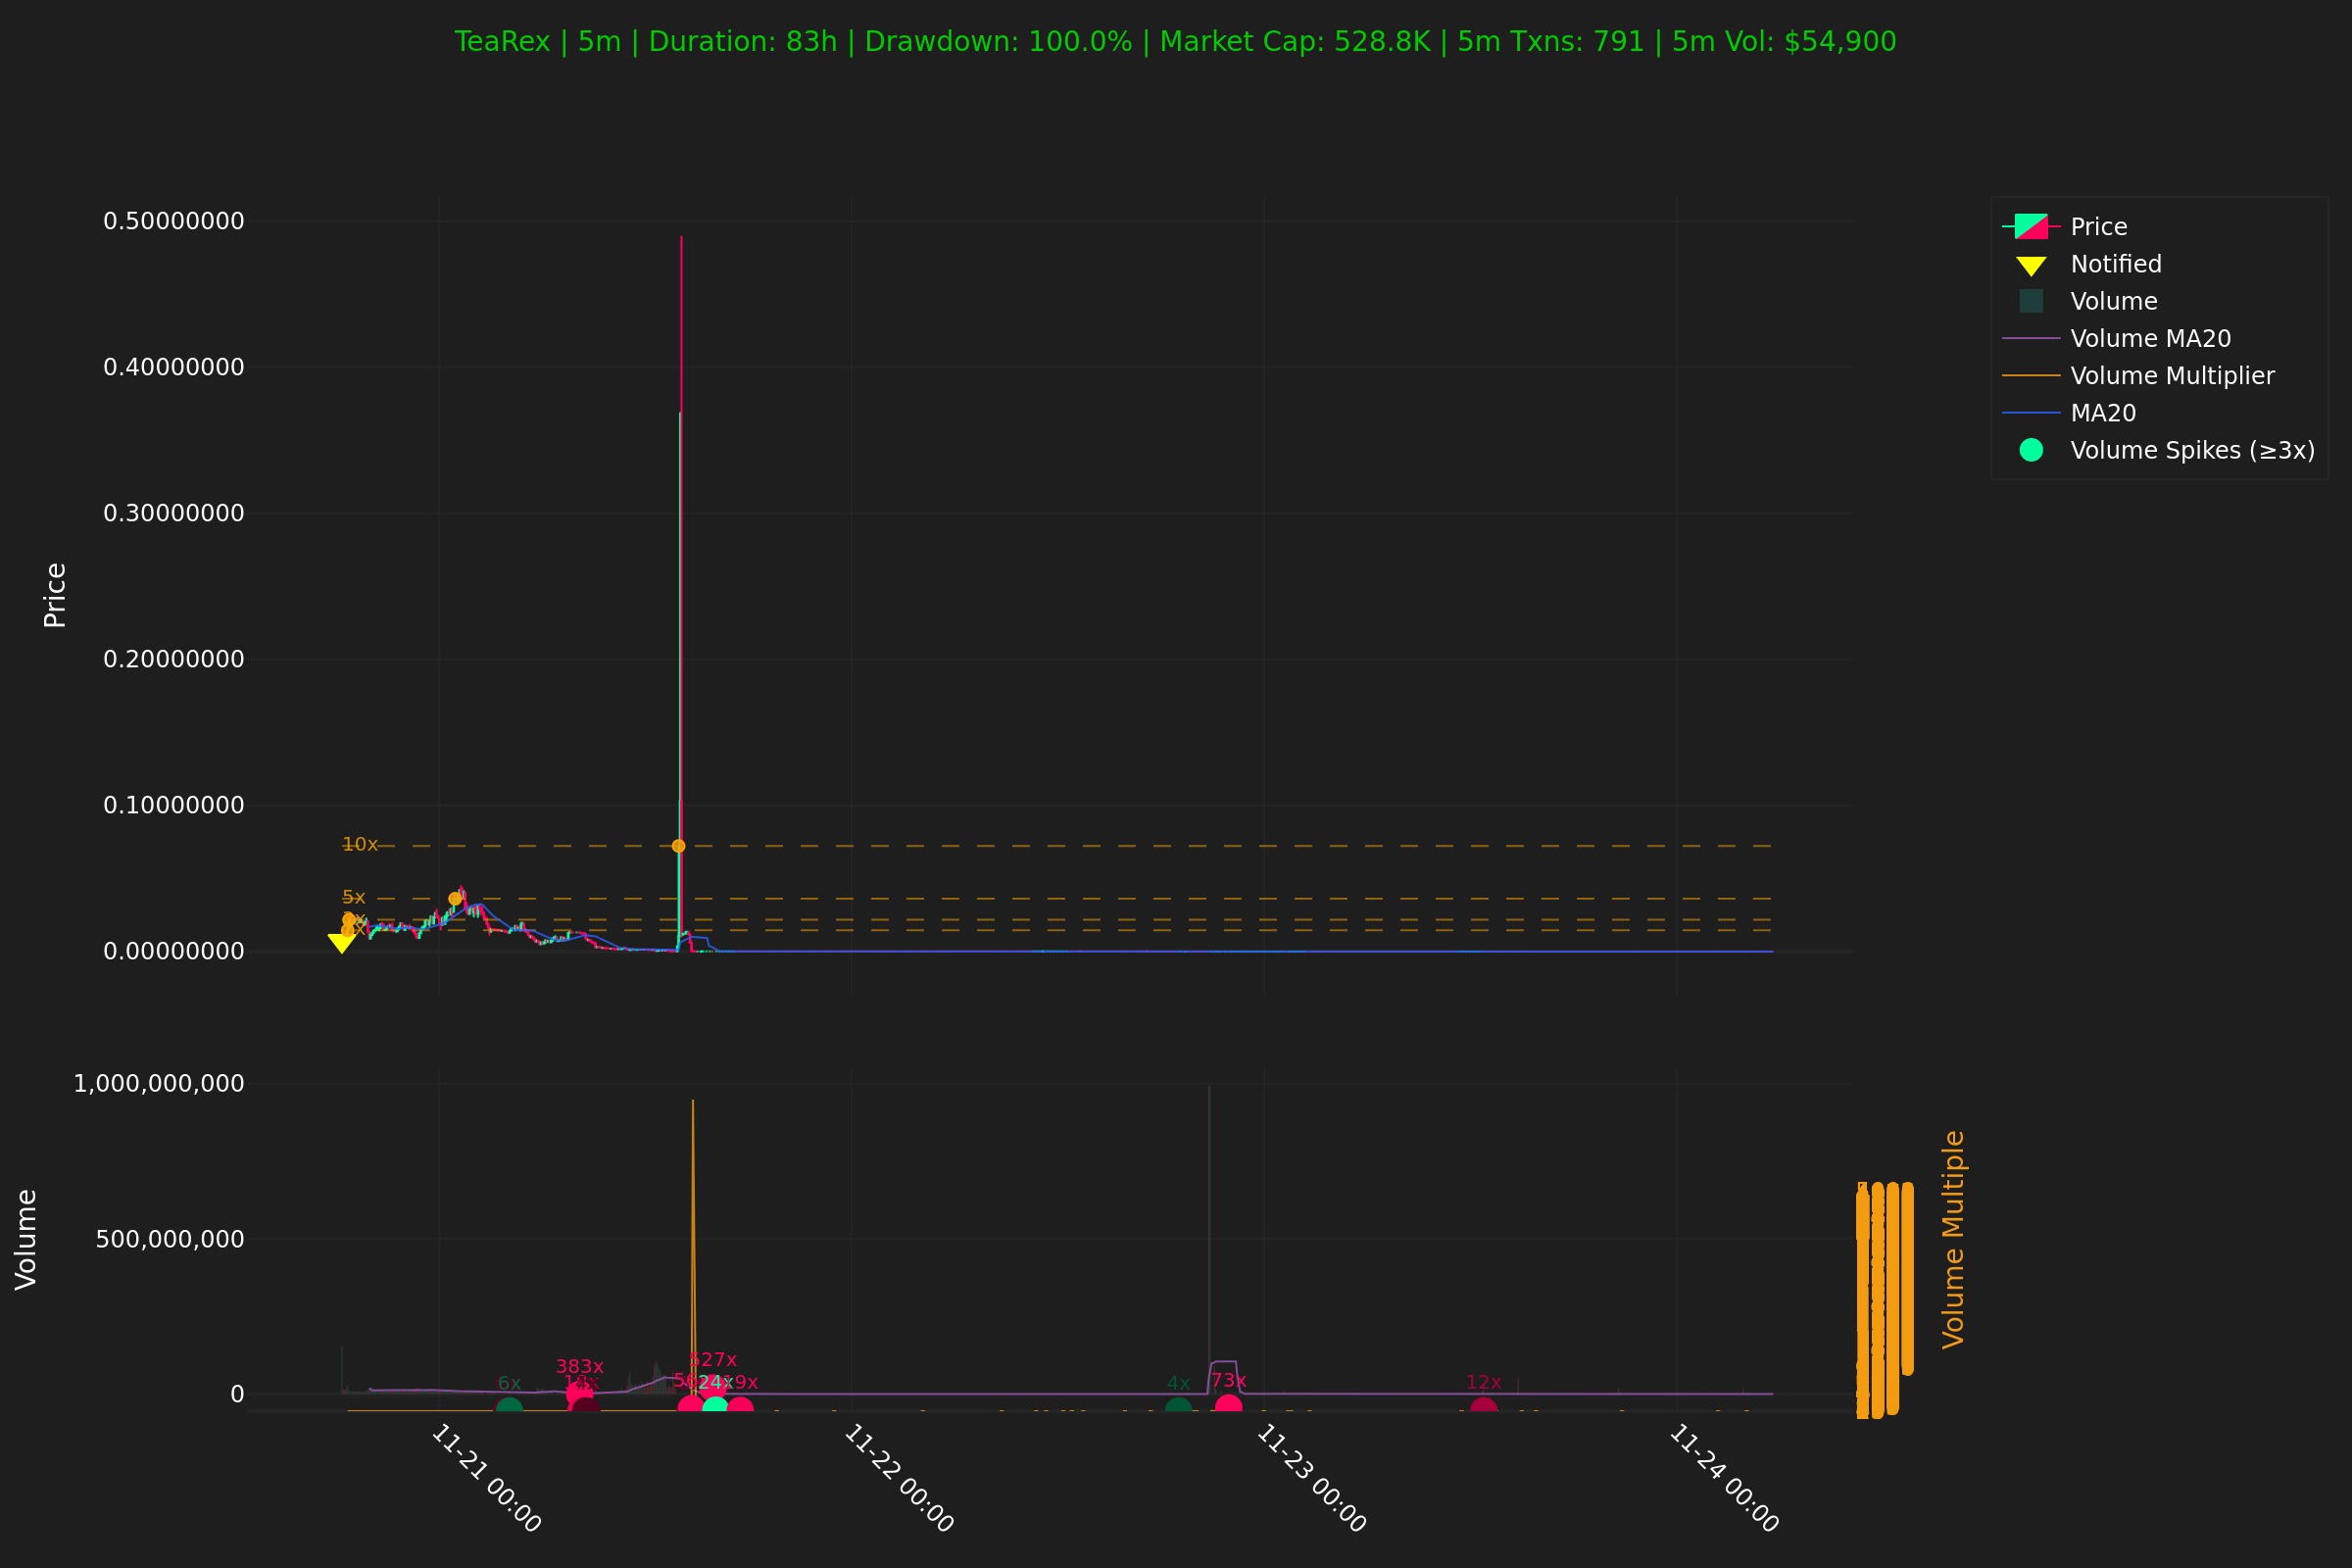 TeaRex | 5m | Duration: 83h | Drawdown: 100.0% | Market Cap: 528.8K | 5m Txns: 791 | 5m Vol: $54,900
Price
0.50000000
0.40000000
0.30000000
0.20000000
0.10000000
0.00000000
10x
5x
Price
Notified
Volume
Volume MA20
Volume Multiplier
MA20
Volume Spikes (≥3x)
Volume
1,000,000,000
500,000,000
0
6x
383x
527x
24x
4x
73x
12x
Volume Multiple
11-21 00:00
11-22 00:00
11-23 00:00
11-24 00:00